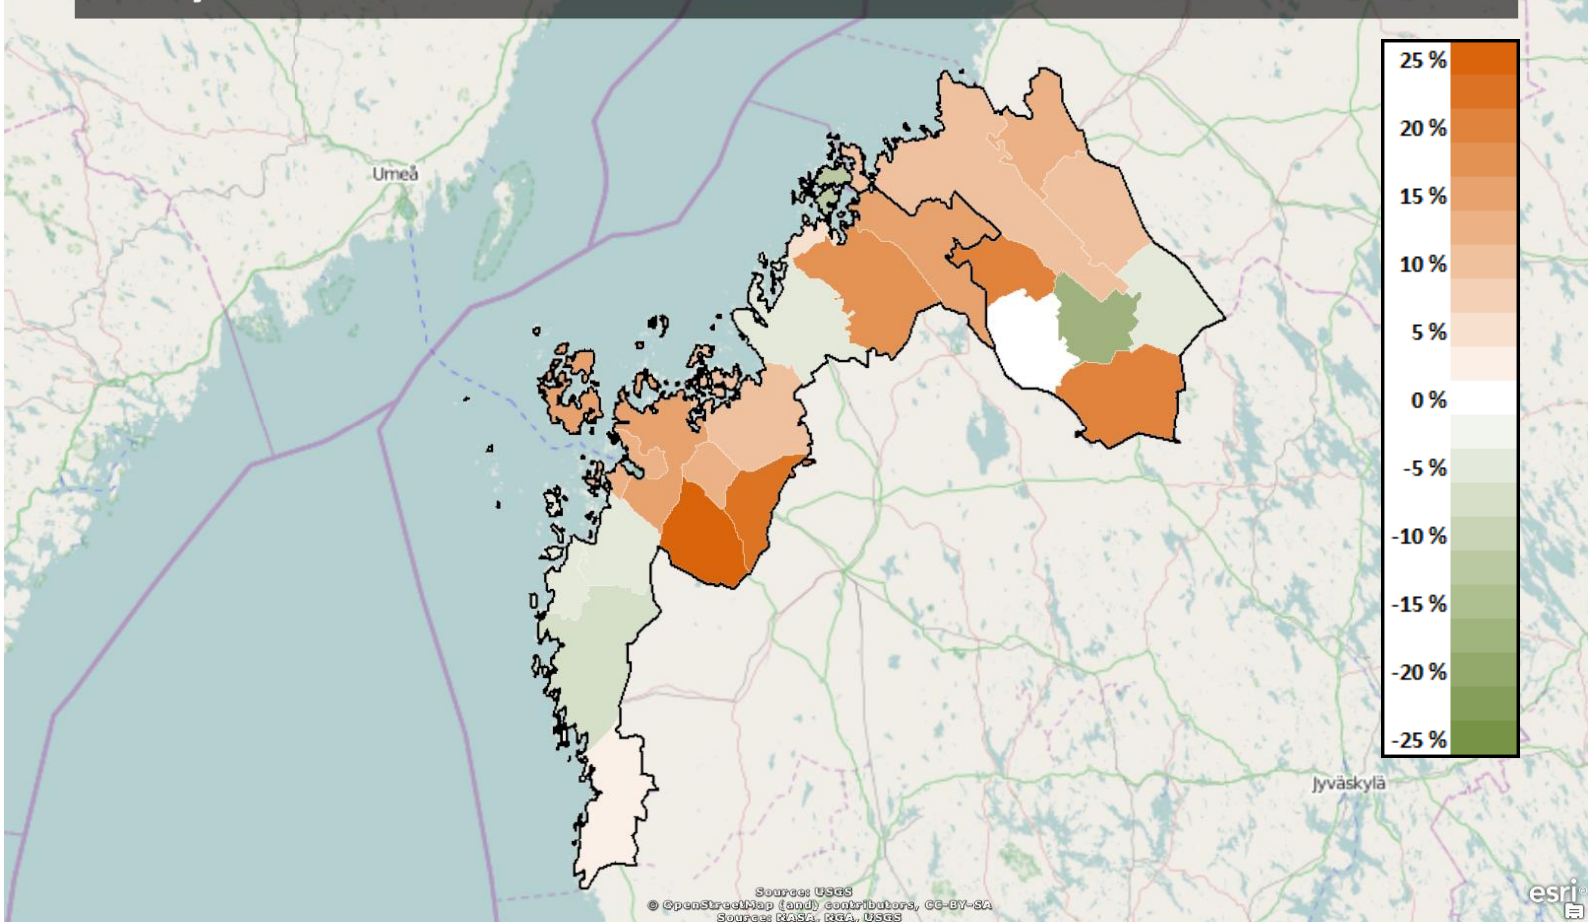 25 %
20 %
15 %
10 %
5 %
0 %
-5 %
-10 %
-15 %
-20 %
-25 %
Umeå
Jyväskylä
Source: USGS
© OpenStreetMap (and) contributors, CC-BY-SA
Source: NASA, NGA, USGS
esri